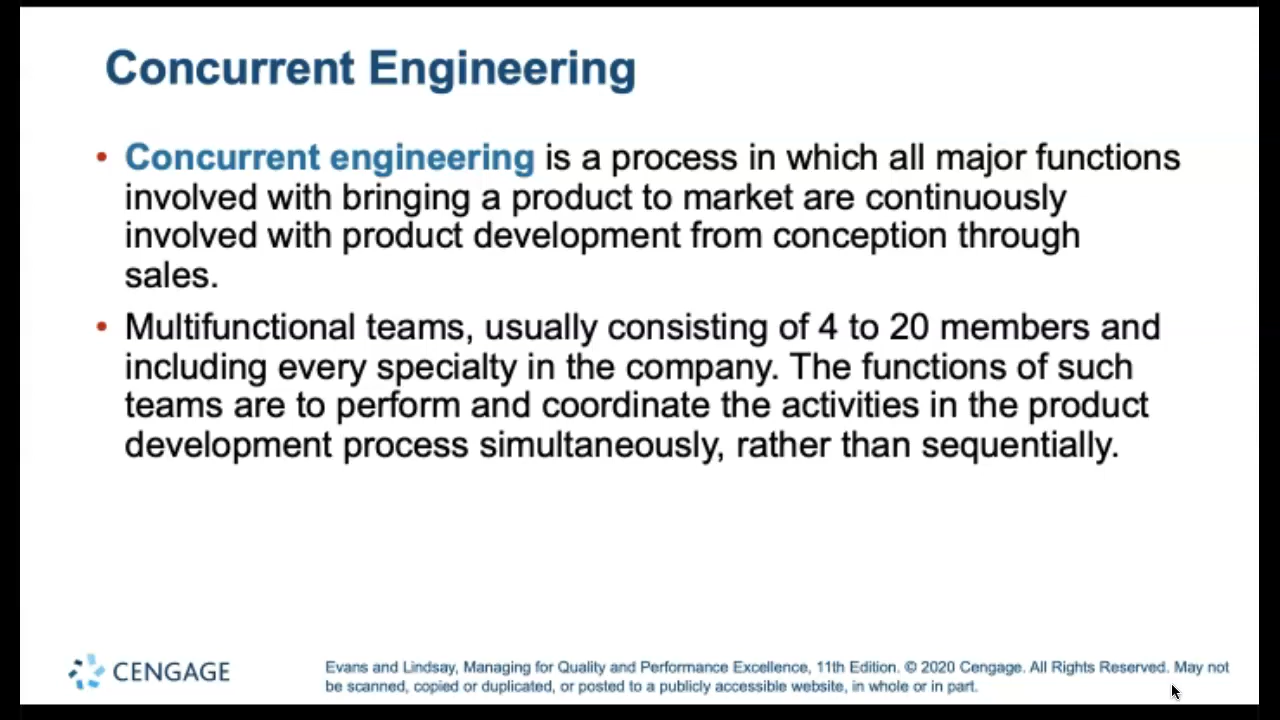 Concurrent Engineering
• Concurrent engineering is a process in which all major functions
involved with bringing a product to market are continuously
involved with product development from conception through
sales.
• Multifunctional teams, usually consisting of 4 to 20 members and
including every specialty in the company. The functions of such
teams are to perform and coordinate the activities in the product
development process simultaneously, rather than sequentially.
CENGAGE
Evans and Lindsay, Managing for Quality and Performance Excellence, 11th Edition. © 2020 Cengage. All Rights Reserved. May not
be scanned, copied or duplicated, or posted to a publicly accessible website, in whole or in part.